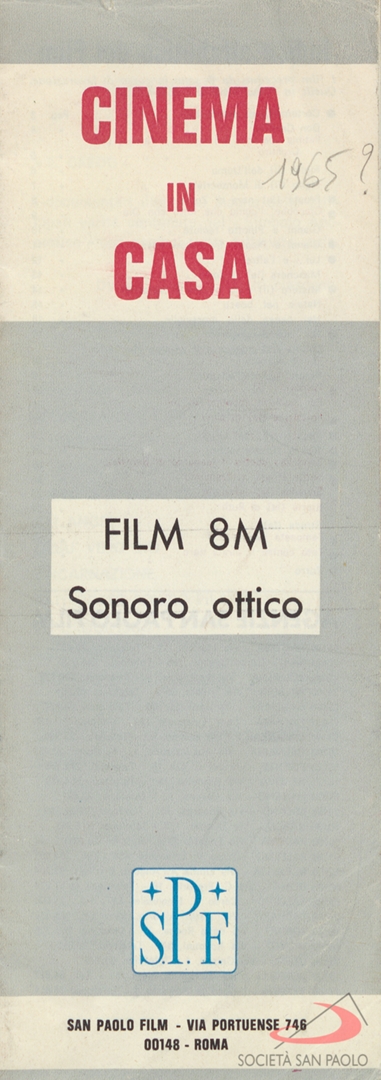 CINEMA
1965?
IN
CASA
FILM 8M
Sonoro ottico
S.P.F.
SAN PAOLO FILM - VIA PORTUENSE 746
00148 - ROMA
SOCIETÀ SAN PAOLO